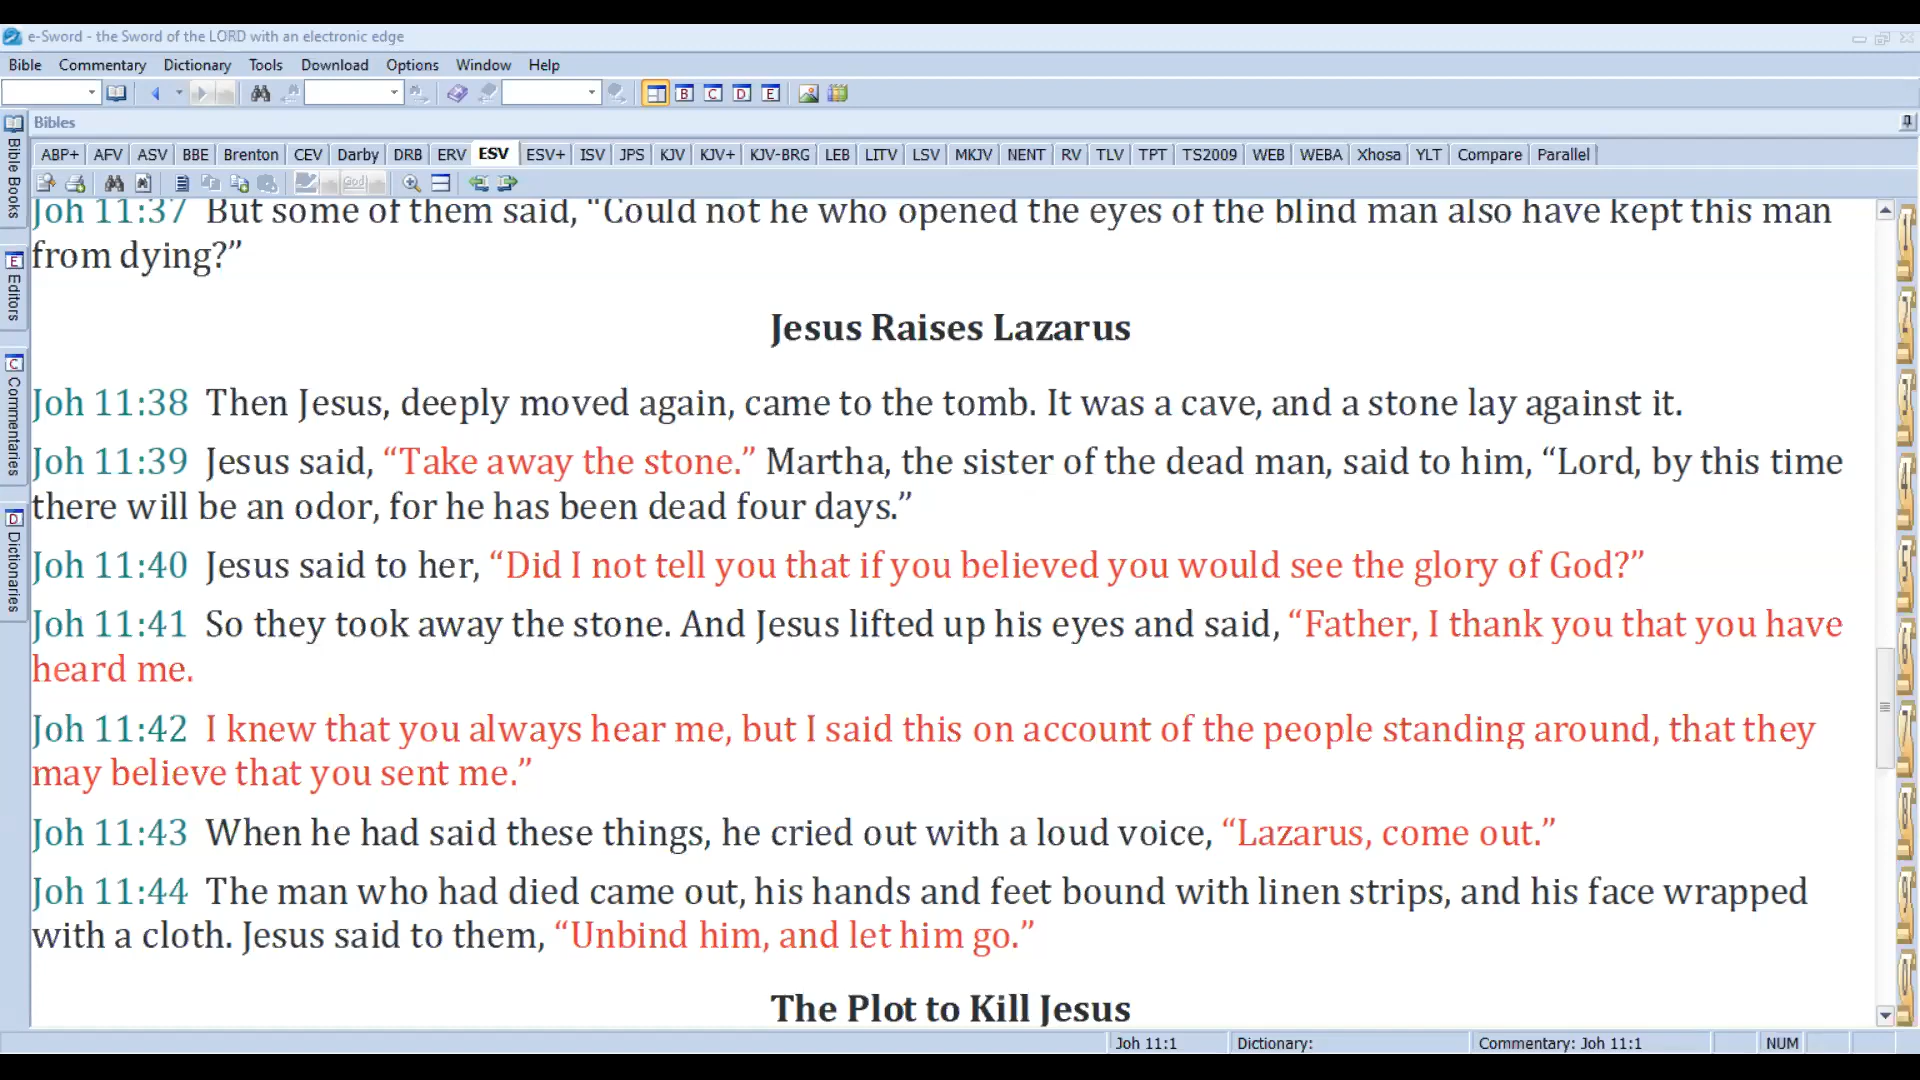 e-Sword - the Sword of the LORD with an electronic edge
Bible Commentary Dictionary Tools Download Options Window Help
B C D E
Bibles
ABP+ AFV ASV BBE Brenton CEV Darby DRB ERV ESV ESV+ ISV JPS KJV KJV+ KJV-BRG LEB LITV LSV MKJV NENT RV TLV TPT TS2009 WEB WEBA Xhosa YLT Compare Parallel
God
Bible Books
E Editors
C Commentaries
D Dictionaries
Joh 11:37 But some of them said, “Could not he who opened the eyes of the blind man also have kept this man
from dying?”
Jesus Raises Lazarus
Joh 11:38 Then Jesus, deeply moved again, came to the tomb. It was a cave, and a stone lay against it.
Joh 11:39 Jesus said, “Take away the stone.” Martha, the sister of the dead man, said to him, “Lord, by this time
there will be an odor, for he has been dead four days.”
Joh 11:40 Jesus said to her, “Did I not tell you that if you believed you would see the glory of God?”
Joh 11:41 So they took away the stone. And Jesus lifted up his eyes and said, “Father, I thank you that you have
heard me.
Joh 11:42 I knew that you always hear me, but I said this on account of the people standing around, that they
may believe that you sent me.”
Joh 11:43 When he had said these things, he cried out with a loud voice, “Lazarus, come out.”
Joh 11:44 The man who had died came out, his hands and feet bound with linen strips, and his face wrapped
with a cloth. Jesus said to them, “Unbind him, and let him go.”
The Plot to Kill Jesus
Joh 11:1 Dictionary: Commentary: Joh 11:1 NUM